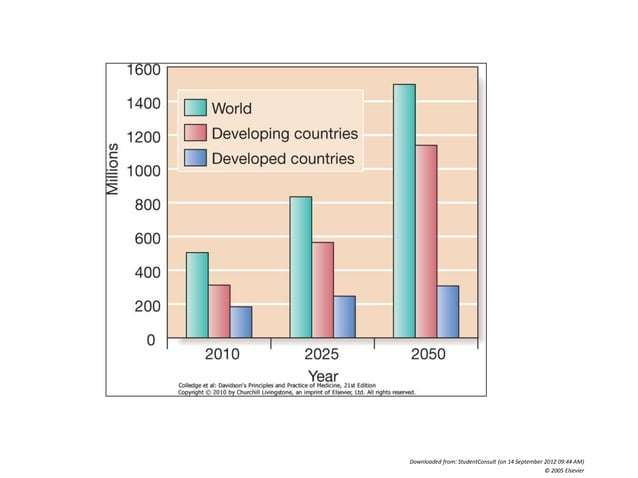 1600
1400
1200
1000
800
600
400
200
0
Millions
World
Developing countries
Developed countries
2010 2025 2050
Year
Colledge et al: Davidson's Principles and Practice of Medicine, 21st Edition
Copyright © 2010 by Churchill Livingstone, an imprint of Elsevier, Ltd. All rights reserved.
Downloaded from: StudentConsult (on 14 September 2012 09:44 AM)
© 2005 Elsevier